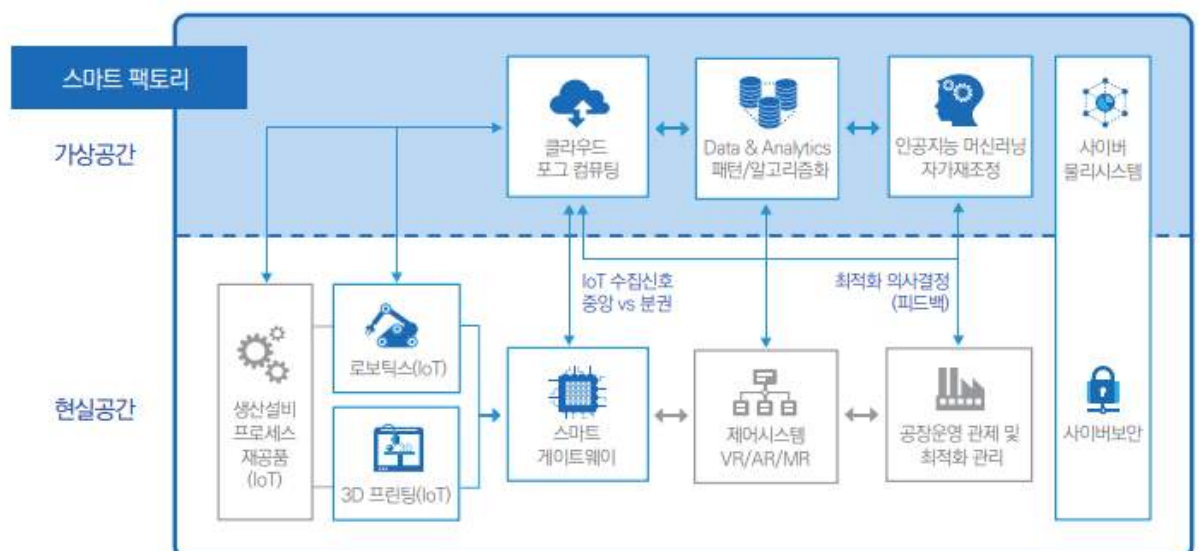 스마트 팩토리
가상공간
클라우드
포그 컴퓨팅
Data & Analytics
패턴/알고리즘화
인공지능 머신러닝
자가재조정
사이버
물리시스템
IoT 수집신호
중앙 vs 분권
최적화 의사결정
(피드백)
현실공간
생산설비
프로세스
재공품
(IoT)
로보틱스(IoT)
3D 프린팅(IoT)
스마트
게이트웨이
제어시스템
VR/AR/MR
공장운영 관제 및
최적화 관리
사이버보안